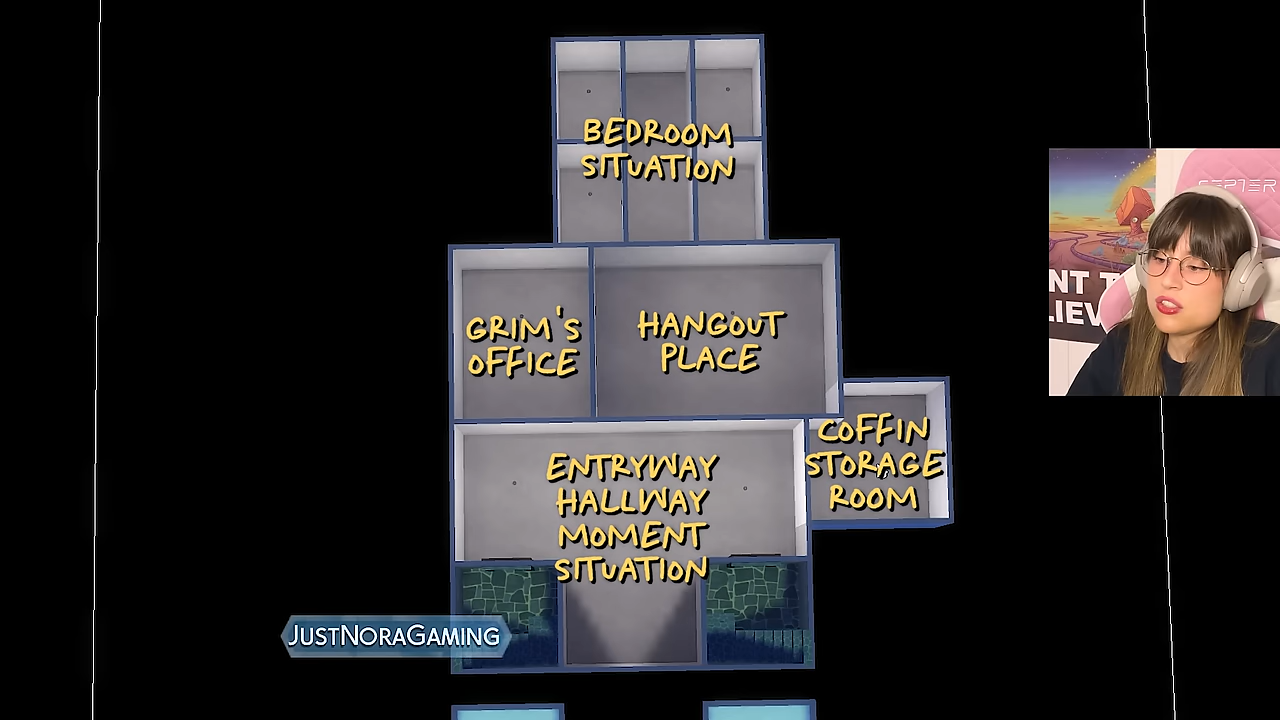 BEDROOM
SITUATION
GRIM'S
OFFICE
HANGOUT
PLACE
COFFIN
STORAGE
ROOM
ENTRYWAY
HALLWAY
MOMENT
SITUATION
JUSTNORAGAMING